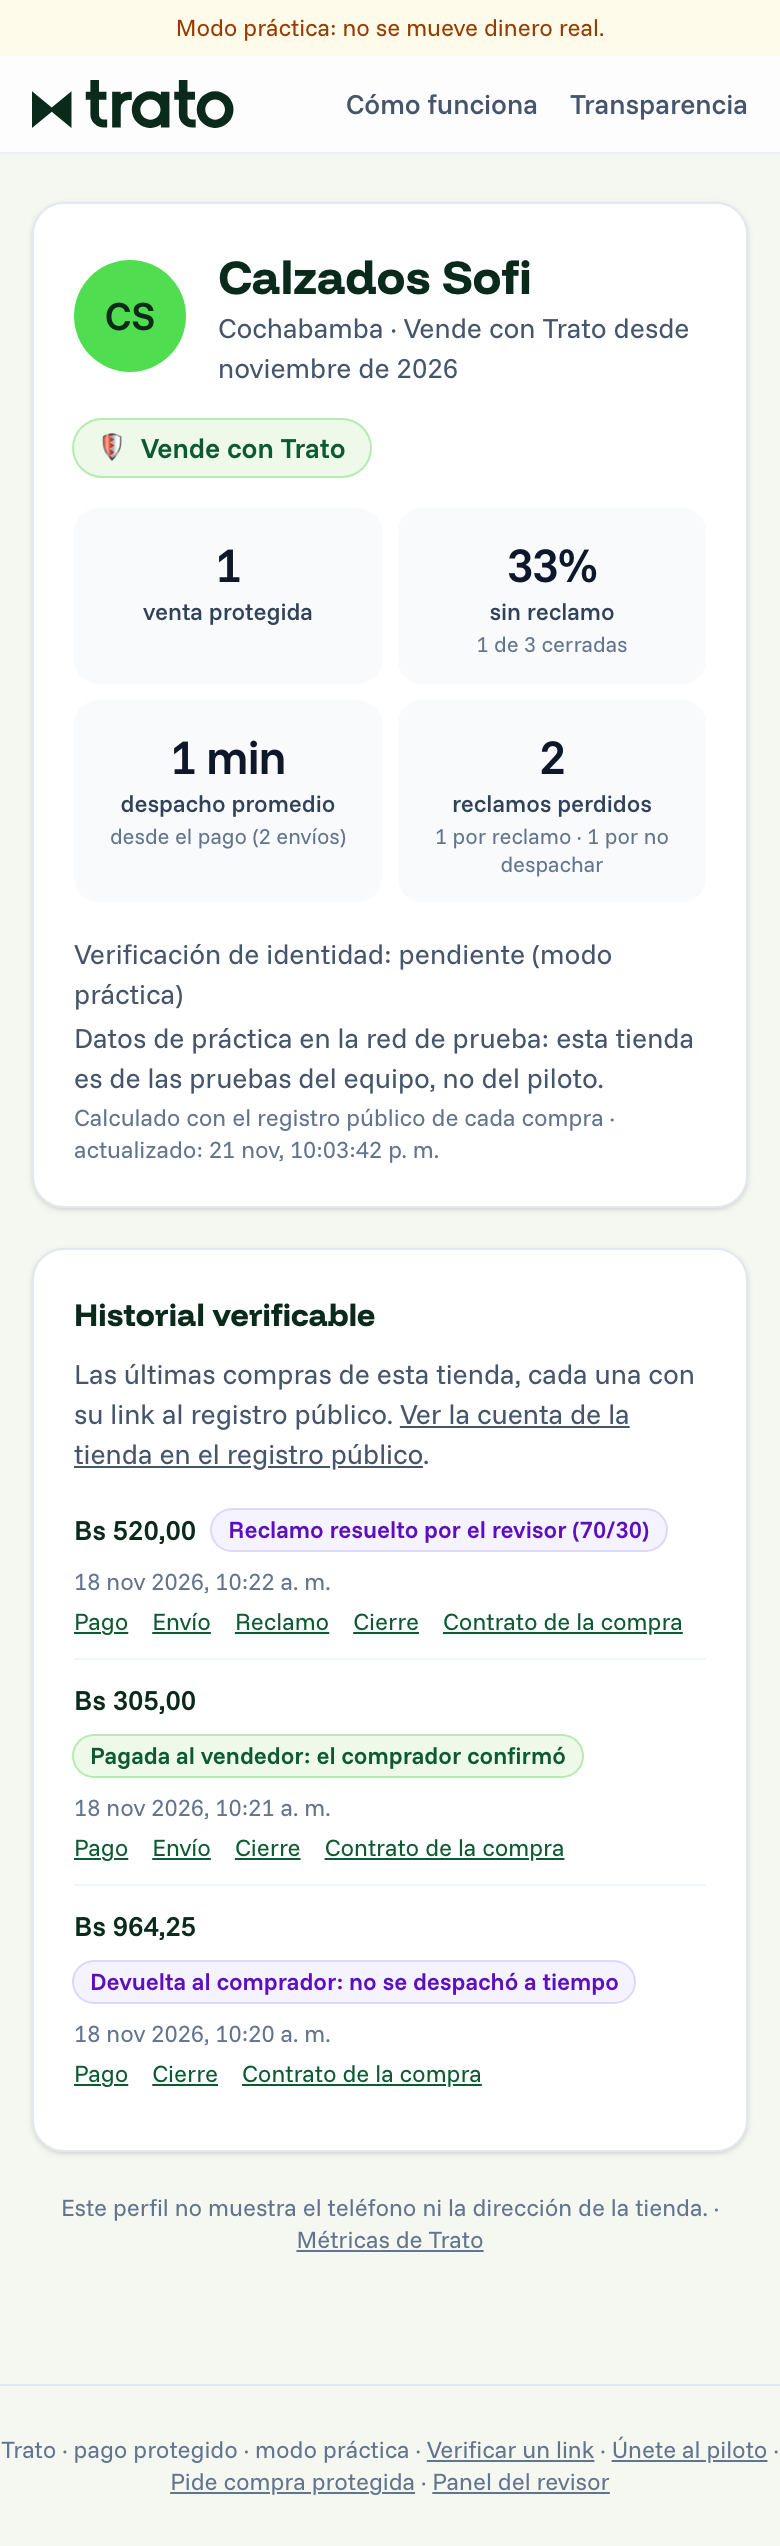 Modo práctica: no se mueve dinero real.
trato
Cómo funciona Transparencia
CS
Calzados Sofi
Cochabamba · Vende con Trato desde
noviembre de 2026
Vende con Trato
1
venta protegida
33%
sin reclamo
1 de 3 cerradas
1 min
despacho promedio
desde el pago (2 envíos)
2
reclamos perdidos
1 por reclamo · 1 por no
despachar
Verificación de identidad: pendiente (modo
práctica)
Datos de práctica en la red de prueba: esta tienda
es de las pruebas del equipo, no del piloto.
Calculado con el registro público de cada compra ·
actualizado: 21 nov, 10:03:42 p. m.
Historial verificable
Las últimas compras de esta tienda, cada una con
su link al registro público. Ver la cuenta de la
tienda en el registro público.
Bs 520,00 Reclamo resuelto por el revisor (70/30)
18 nov 2026, 10:22 a. m.
Pago Envío Reclamo Cierre Contrato de la compra
Bs 305,00
Pagada al vendedor: el comprador confirmó
18 nov 2026, 10:21 a. m.
Pago Envío Cierre Contrato de la compra
Bs 964,25
Devuelta al comprador: no se despachó a tiempo
18 nov 2026, 10:20 a. m.
Pago Cierre Contrato de la compra
Este perfil no muestra el teléfono ni la dirección de la tienda. ·
Métricas de Trato
Trato · pago protegido · modo práctica · Verificar un link · Únete al piloto ·
Pide compra protegida · Panel del revisor